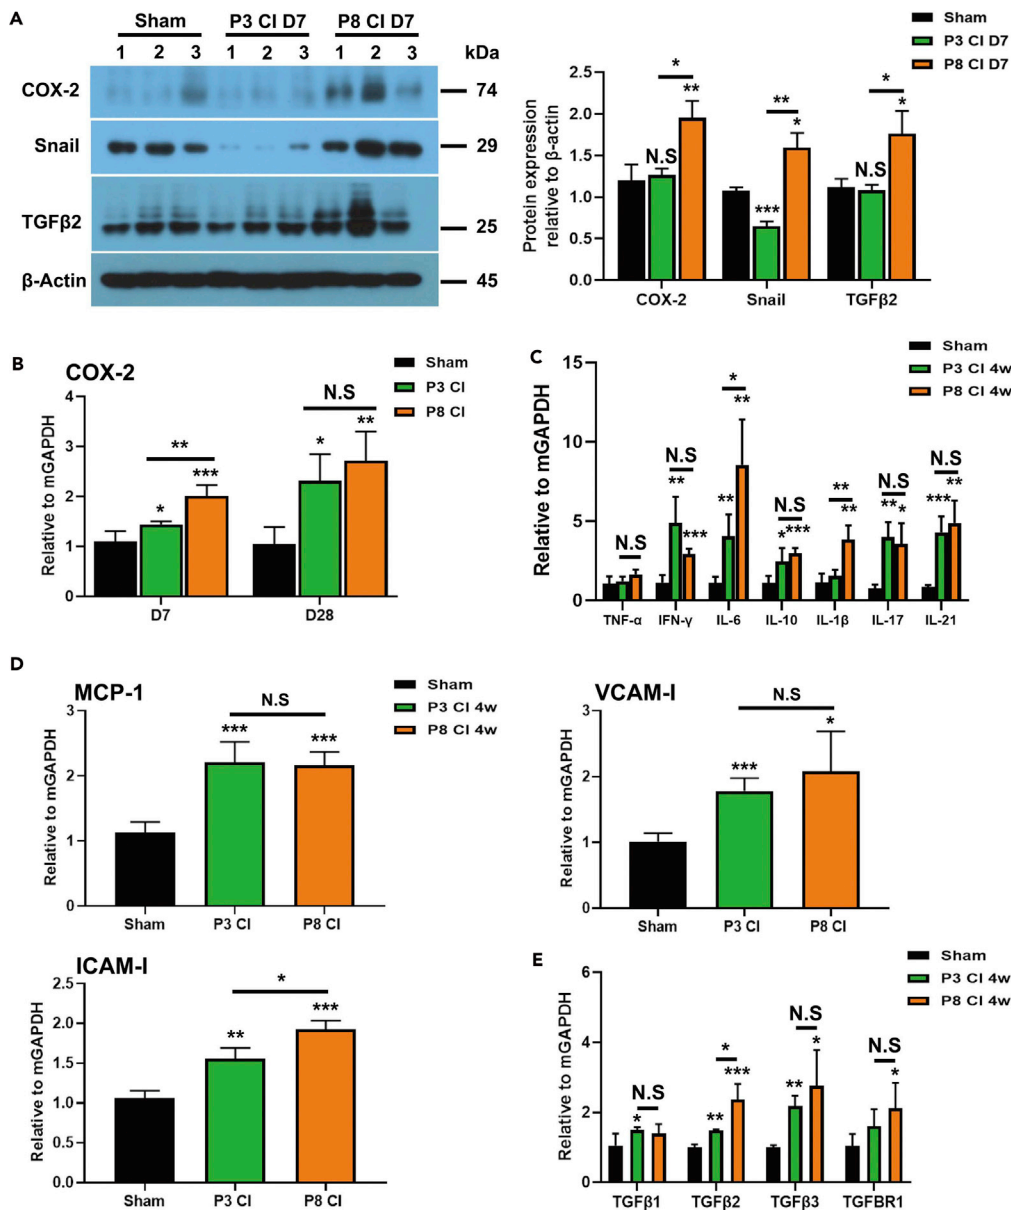 A
Sham P3 CI D7 P8 CI D7
1 2 3 1 2 3 1 2 3 kDa
COX-2 74
Snail 29
TGFβ2 25
β-Actin 45
Sham
P3 CI D7
P8 CI D7
Protein expression
relative to β-actin
2.5
2.0
1.5
1.0
0.5
0.0
N.S * **
*** ** *
N.S * *
COX-2 Snail TGFβ2
B
COX-2
Sham
P3 CI
P8 CI
Relative to mGAPDH
4
3
2
1
0
** N.S
* *** * **
D7 D28
C
Sham
P3 CI 4w
P8 CI 4w
Relative to mGAPDH
15
10
5
0
N.S
N.S ** ***
* ** **
N.S * ***
** **
N.S ** *
N.S *** **
TNF-α IFN-γ IL-6 IL-10 IL-1β IL-17 IL-21
D
MCP-1
Sham
P3 CI 4w
P8 CI 4w
Relative to mGAPDH
3
2
1
0
N.S
*** ***
Sham P3 CI P8 CI
VCAM-I
Relative to mGAPDH
3
2
1
0
N.S
*** *
Sham P3 CI P8 CI
ICAM-I
Relative to mGAPDH
2.5
2.0
1.5
1.0
0.5
0.0
*
** ***
Sham P3 CI P8 CI
E
Sham
P3 CI 4w
P8 CI 4w
Relative to mGAPDH
6
4
2
0
N.S *
* ** ***
N.S ** *
N.S *
TGFβ1 TGFβ2 TGFβ3 TGFBR1